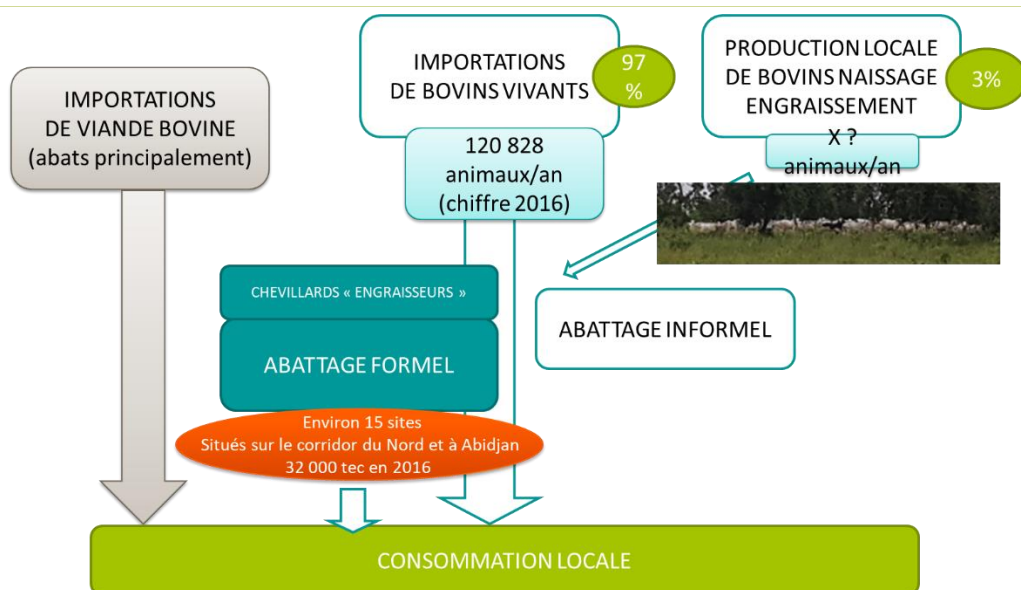 IMPORTATIONS
DE VIANDE BOVINE
(abats principalement)
IMPORTATIONS
DE BOVINS VIVANTS
97
%
120 828
animaux/an
(chiffre 2016)
PRODUCTION LOCALE
DE BOVINS NAISSAGE
ENGRAISSEMENT
3%
X ?
animaux/an
CHEVILLARDS « ENGRAISSEURS »
ABATTAGE FORMEL
ABATTAGE INFORMEL
Environ 15 sites
Situés sur le corridor du Nord et à Abidjan
32 000 tec en 2016
CONSOMMATION LOCALE